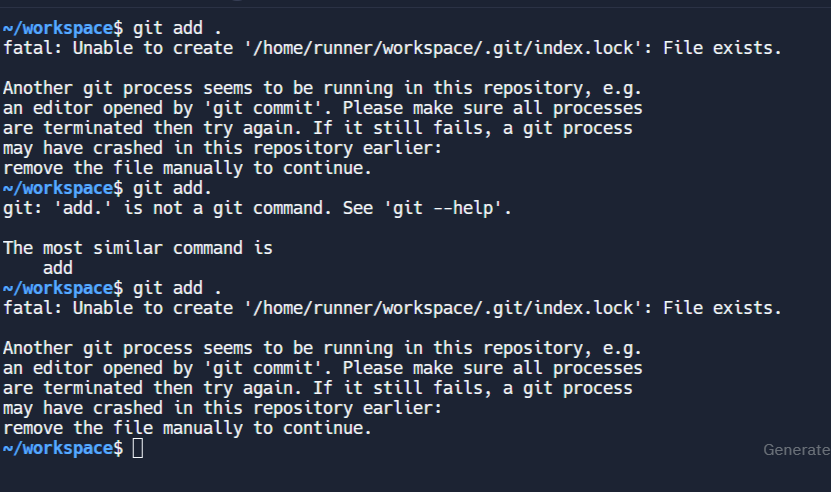 ~/workspace$ git add .
fatal: Unable to create '/home/runner/workspace/.git/index.lock': File exists.
Another git process seems to be running in this repository, e.g.
an editor opened by 'git commit'. Please make sure all processes
are terminated then try again. If it still fails, a git process
may have crashed in this repository earlier:
remove the file manually to continue.
~/workspace$ git add.
git: 'add.' is not a git command. See 'git --help'.
The most similar command is
add
~/workspace$ git add .
fatal: Unable to create '/home/runner/workspace/.git/index.lock': File exists.
Another git process seems to be running in this repository, e.g.
an editor opened by 'git commit'. Please make sure all processes
are terminated then try again. If it still fails, a git process
may have crashed in this repository earlier:
remove the file manually to continue.
~/workspace$
Generate